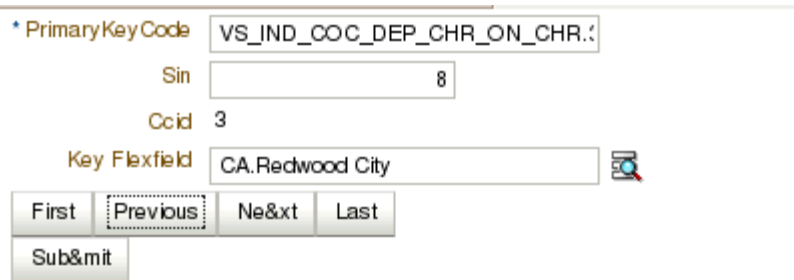 * PrimaryKeyCode VS_IND_COC_DEP_CHR_ON_CHR.
Sin 8
Ccid 3
Key Flexfield CA.Redwood City
First Previous Ne&xt Last
Sub&mit